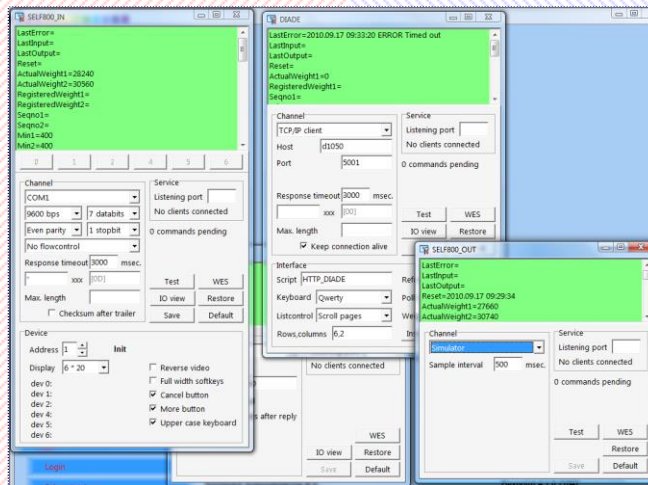 SELF800_IN
LastError=
LastInput=
LastOutput=
Reset=
ActualWeight1=28240
ActualWeight2=30560
RegisteredWeight1=
RegisteredWeight2=
Seqno1=
Seqno2=
Min1=400
Min2=400
0 1 2 3 4 5 6
Channel
COM1
9600 bps 7 databits
Even parity 1 stopbit
No flowcontrol
Response timeout 3000 msec.
xxx [0D]
Max. length
Checksum after trailer
Service
Listening port
No clients connected
0 commands pending
Test WES
IO view Restore
Save Default
Device
Address 1 Init
Display 6 * 20
dev 0:
dev 1:
dev 2:
dev 4:
dev 5:
dev 6:
Reverse video
Full width softkeys
Cancel button
More button
Upper case keyboard
DIADE
LastError=2010.09.17 09:33:20 ERROR Timed out
LastInput=
LastOutput=
Reset=
ActualWeight1=0
RegisteredWeight1=
Seqno1=
Channel
TCP/IP client
Host d1050
Port 5001
Response timeout 3000 msec.
xxx [0D]
Max. length
Keep connection alive
Service
Listening port
No clients connected
0 commands pending
Test WES
IO view Restore
Interface
Script HTTP_DIADE
Keyboard Qwerty
Listcontrol Scroll pages
Rows,columns 6,2
SELF800_OUT
LastError=
LastInput=
LastOutput=
Reset=2010.09.17 09:29:34
ActualWeight1=27660
ActualWeight2=30740
Channel
Simulator
Sample interval 500 msec.
Service
Listening port
No clients connected
0 commands pending
Test WES
Restore
Save Default
No clients connected
s after reply
WES
IO view Restore
Save Default
Login